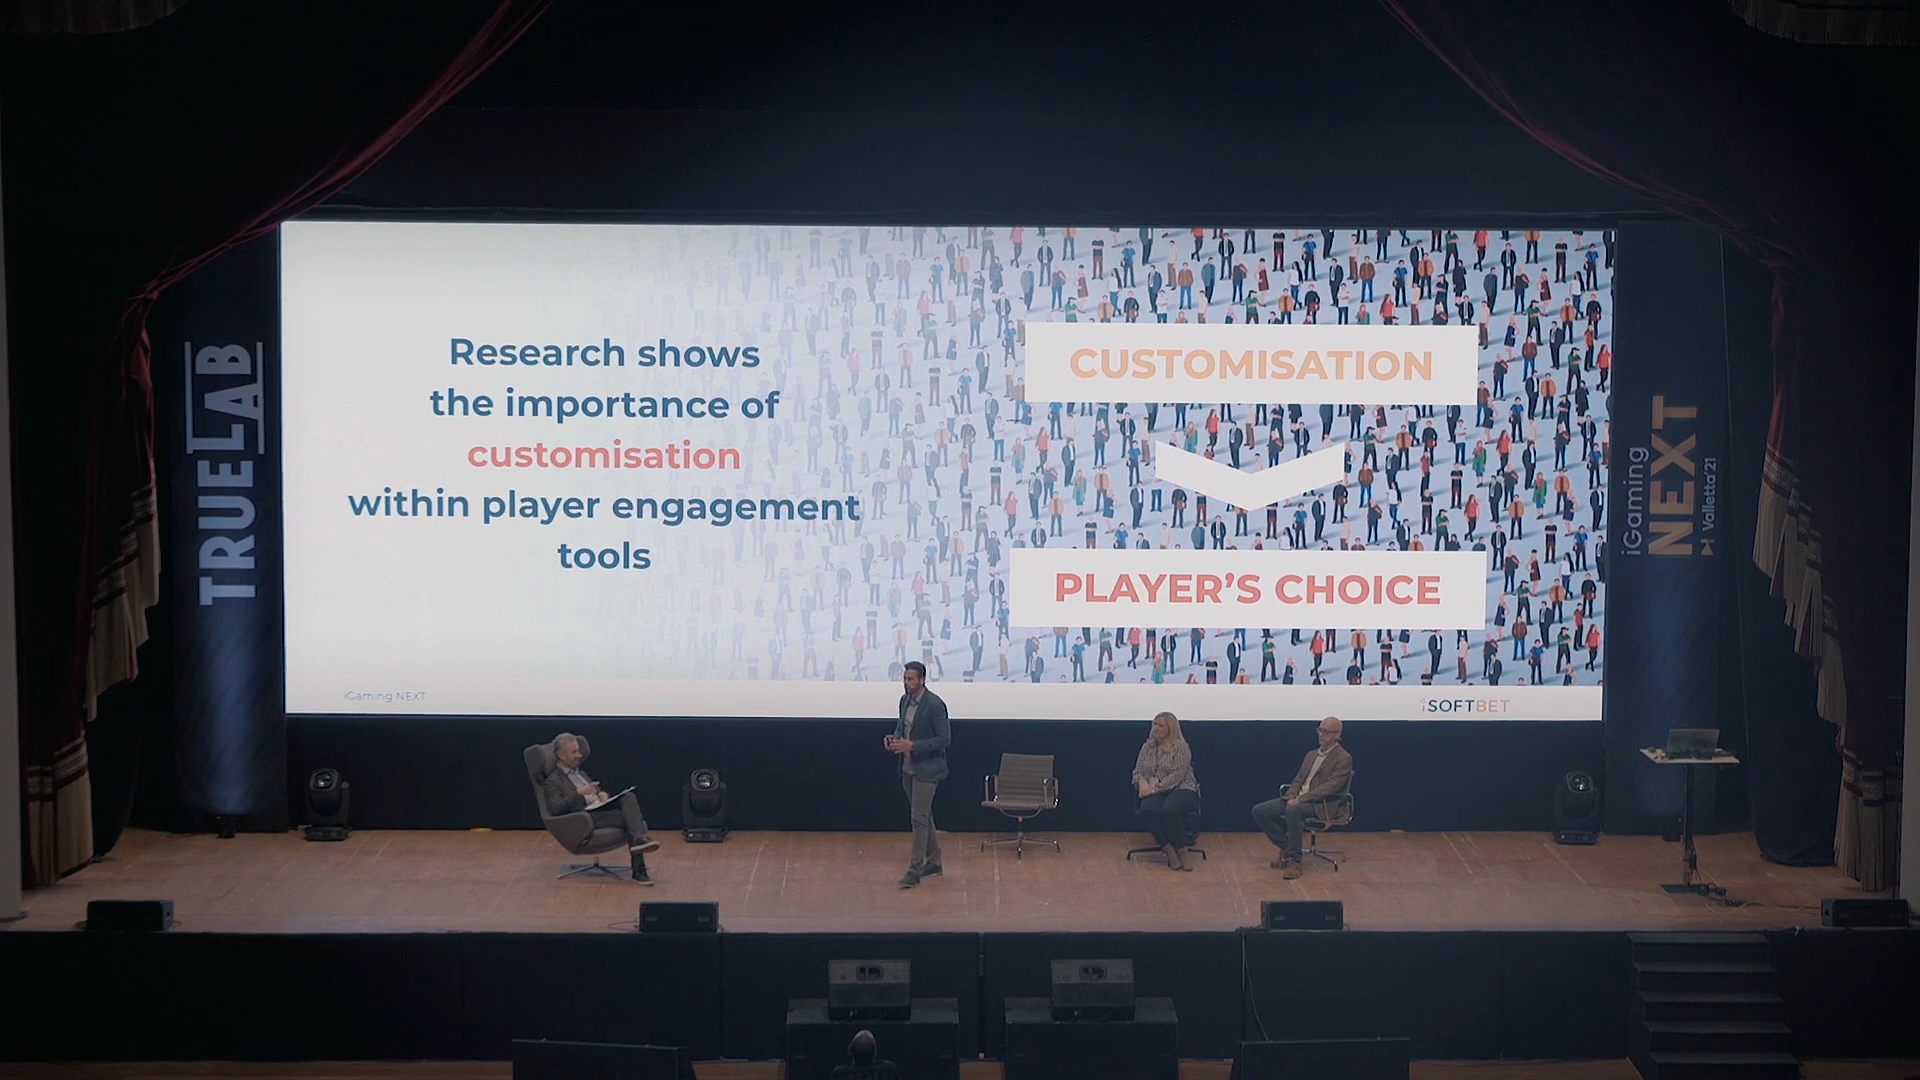 TRUELAB
Research shows
the importance of
customisation
within player engagement
tools
CUSTOMISATION
PLAYER’S CHOICE
iGaming NEXT
iSOFTBET
iGaming
NEXT
Valletta'21